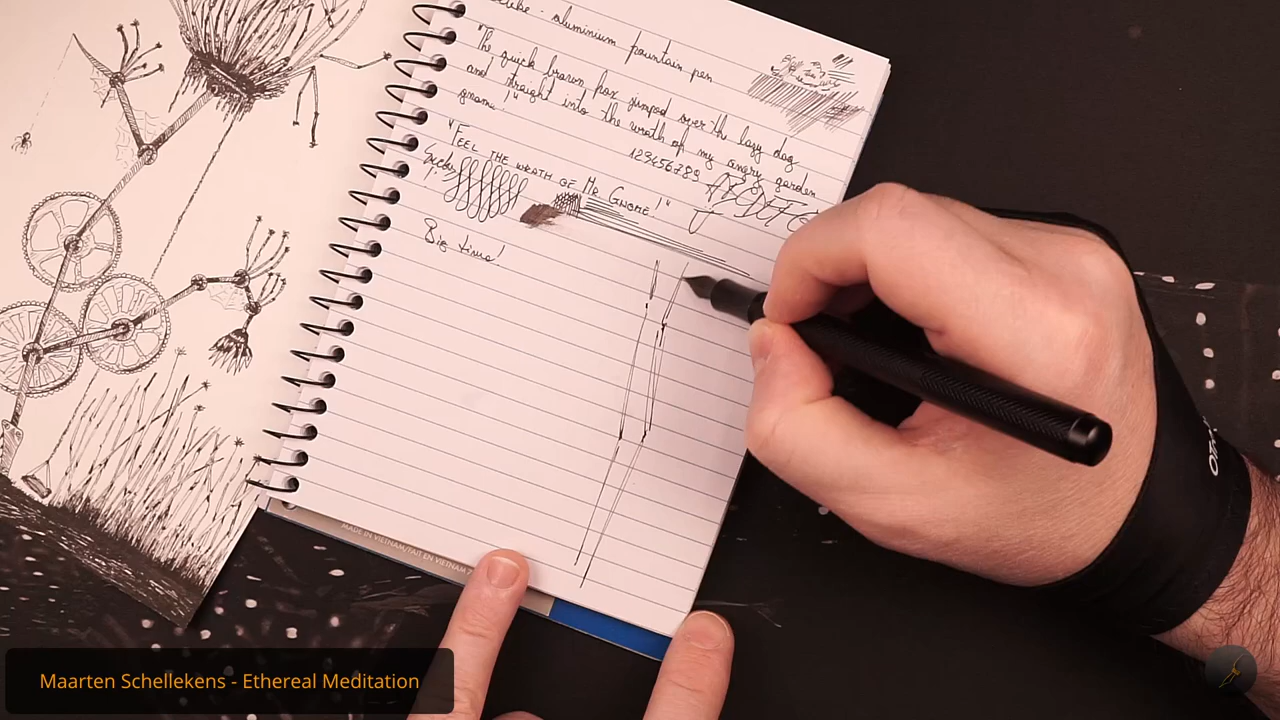 - aluminium fountain pen
"The quick brown fox jumped over the lazy dog
and straight into the wrath of my angry garden
gnome!"
123456789
"FEEL THE WRATH OF Mr GNOME!"
Big time!
MADE IN VIETNAM/FAIT EN VIETNAM
OTTO
Maarten Schellekens - Ethereal Meditation